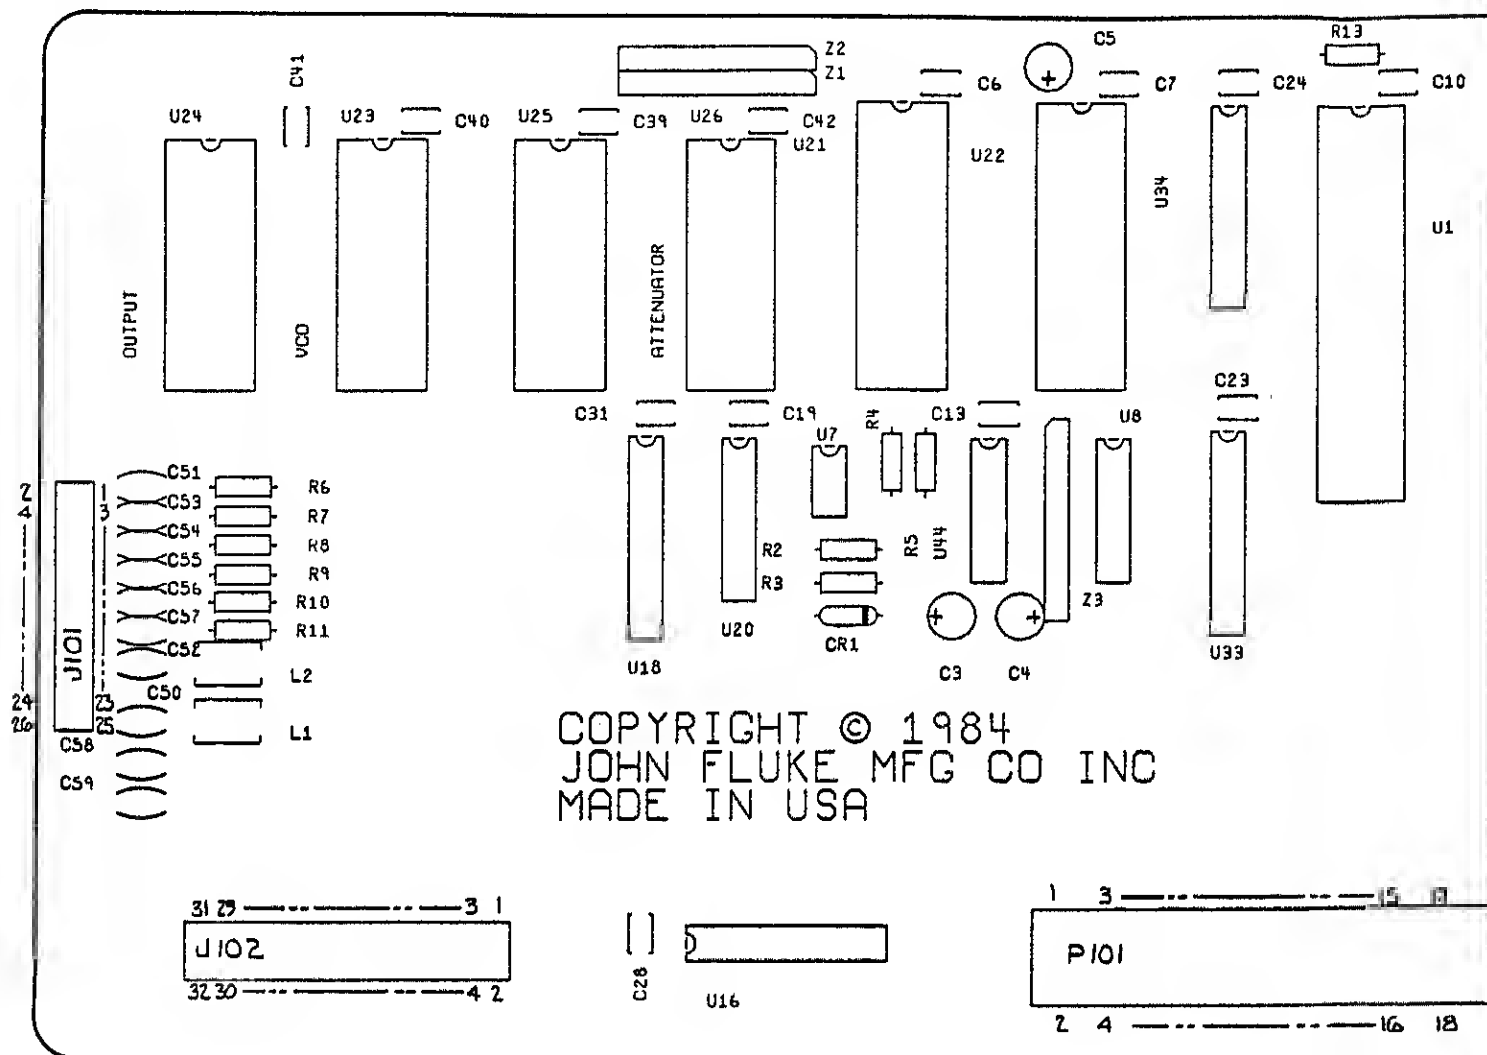 R13
C5
Z2
Z1
C41
C6
C7
C24
C10
U24
U23
C40
U25
C39
U26
C42
U21
U22
U34
U1
OUTPUT
VCO
ATTENUATOR
C23
C31
C19
U7
R4
C13
U8
C51
R6
2
1
C53
4
3
R7
C54
R8
C55
R9
C56
R10
C57
R11
C52
J101
R2
R3
R5
U44
Z3
CR1
U20
U18
C3
C4
U33
L2
C50
24
23
26
25
L1
C58
C59
COPYRIGHT © 1984
JOHN FLUKE MFG CO INC
MADE IN USA
31 29 3 1
J102
32 30 4 2
C28
U16
1 3 15
P101
2 4 16 18